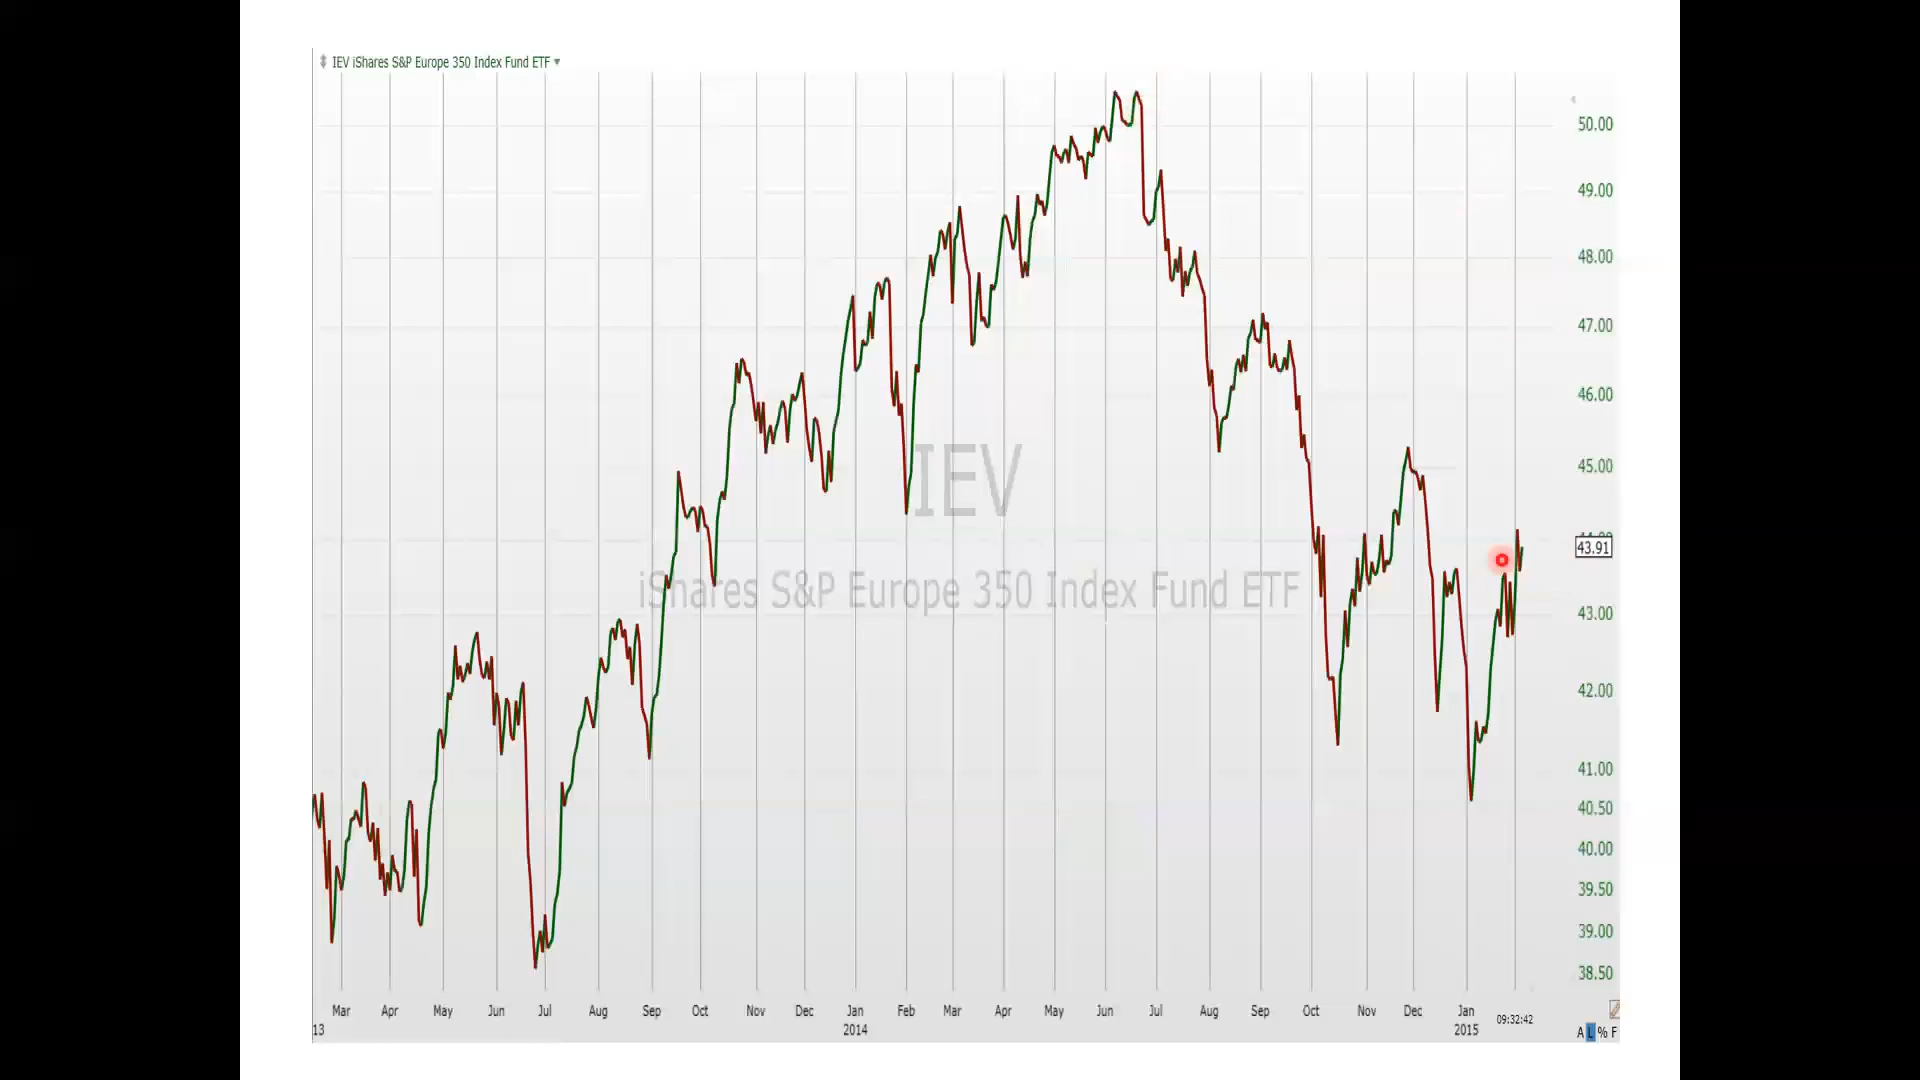 IEV iShares S&P Europe 350 Index Fund ETF
50.00
49.00
48.00
47.00
46.00
45.00
43.91
43.00
42.00
41.00
40.50
40.00
39.50
39.00
38.50
IEV
iShares S&P Europe 350 Index Fund ETF
Mar Apr May Jun Jul Aug Sep Oct Nov Dec Jan Feb Mar Apr May Jun Jul Aug Sep Oct Nov Dec Jan 09:32:42
13 2014 2015
A L % F